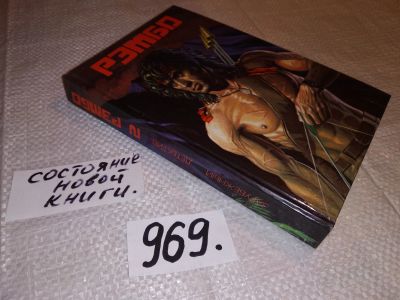 РЭМБО
2 РЭМБО
СОСТОЯНИЕ
НОВОЙ
КНИГИ.
969.